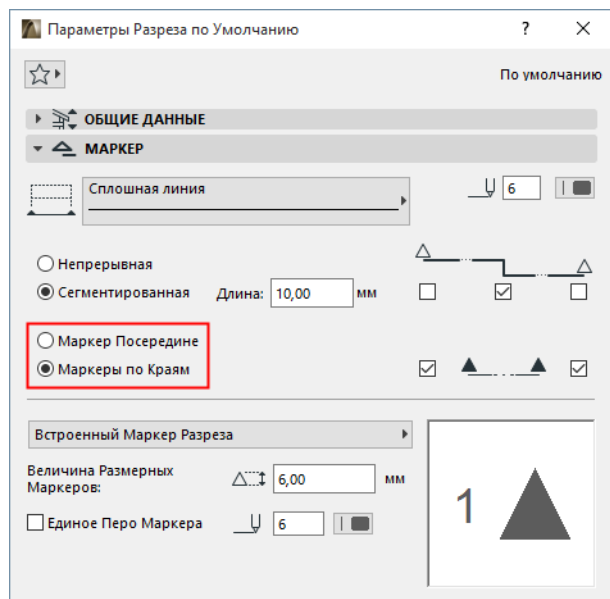 Параметры Разреза по Умолчанию
?
По умолчанию
ОБЩИЕ ДАННЫЕ
МАРКЕР
Сплошная линия
6
Непрерывная
Сегментированная Длина: 10,00 мм
Маркер Посередине
Маркеры по Краям
Встроенный Маркер Разреза
Величина Размерных
Маркеров:
6,00 мм
Единое Перо Маркера 6
1